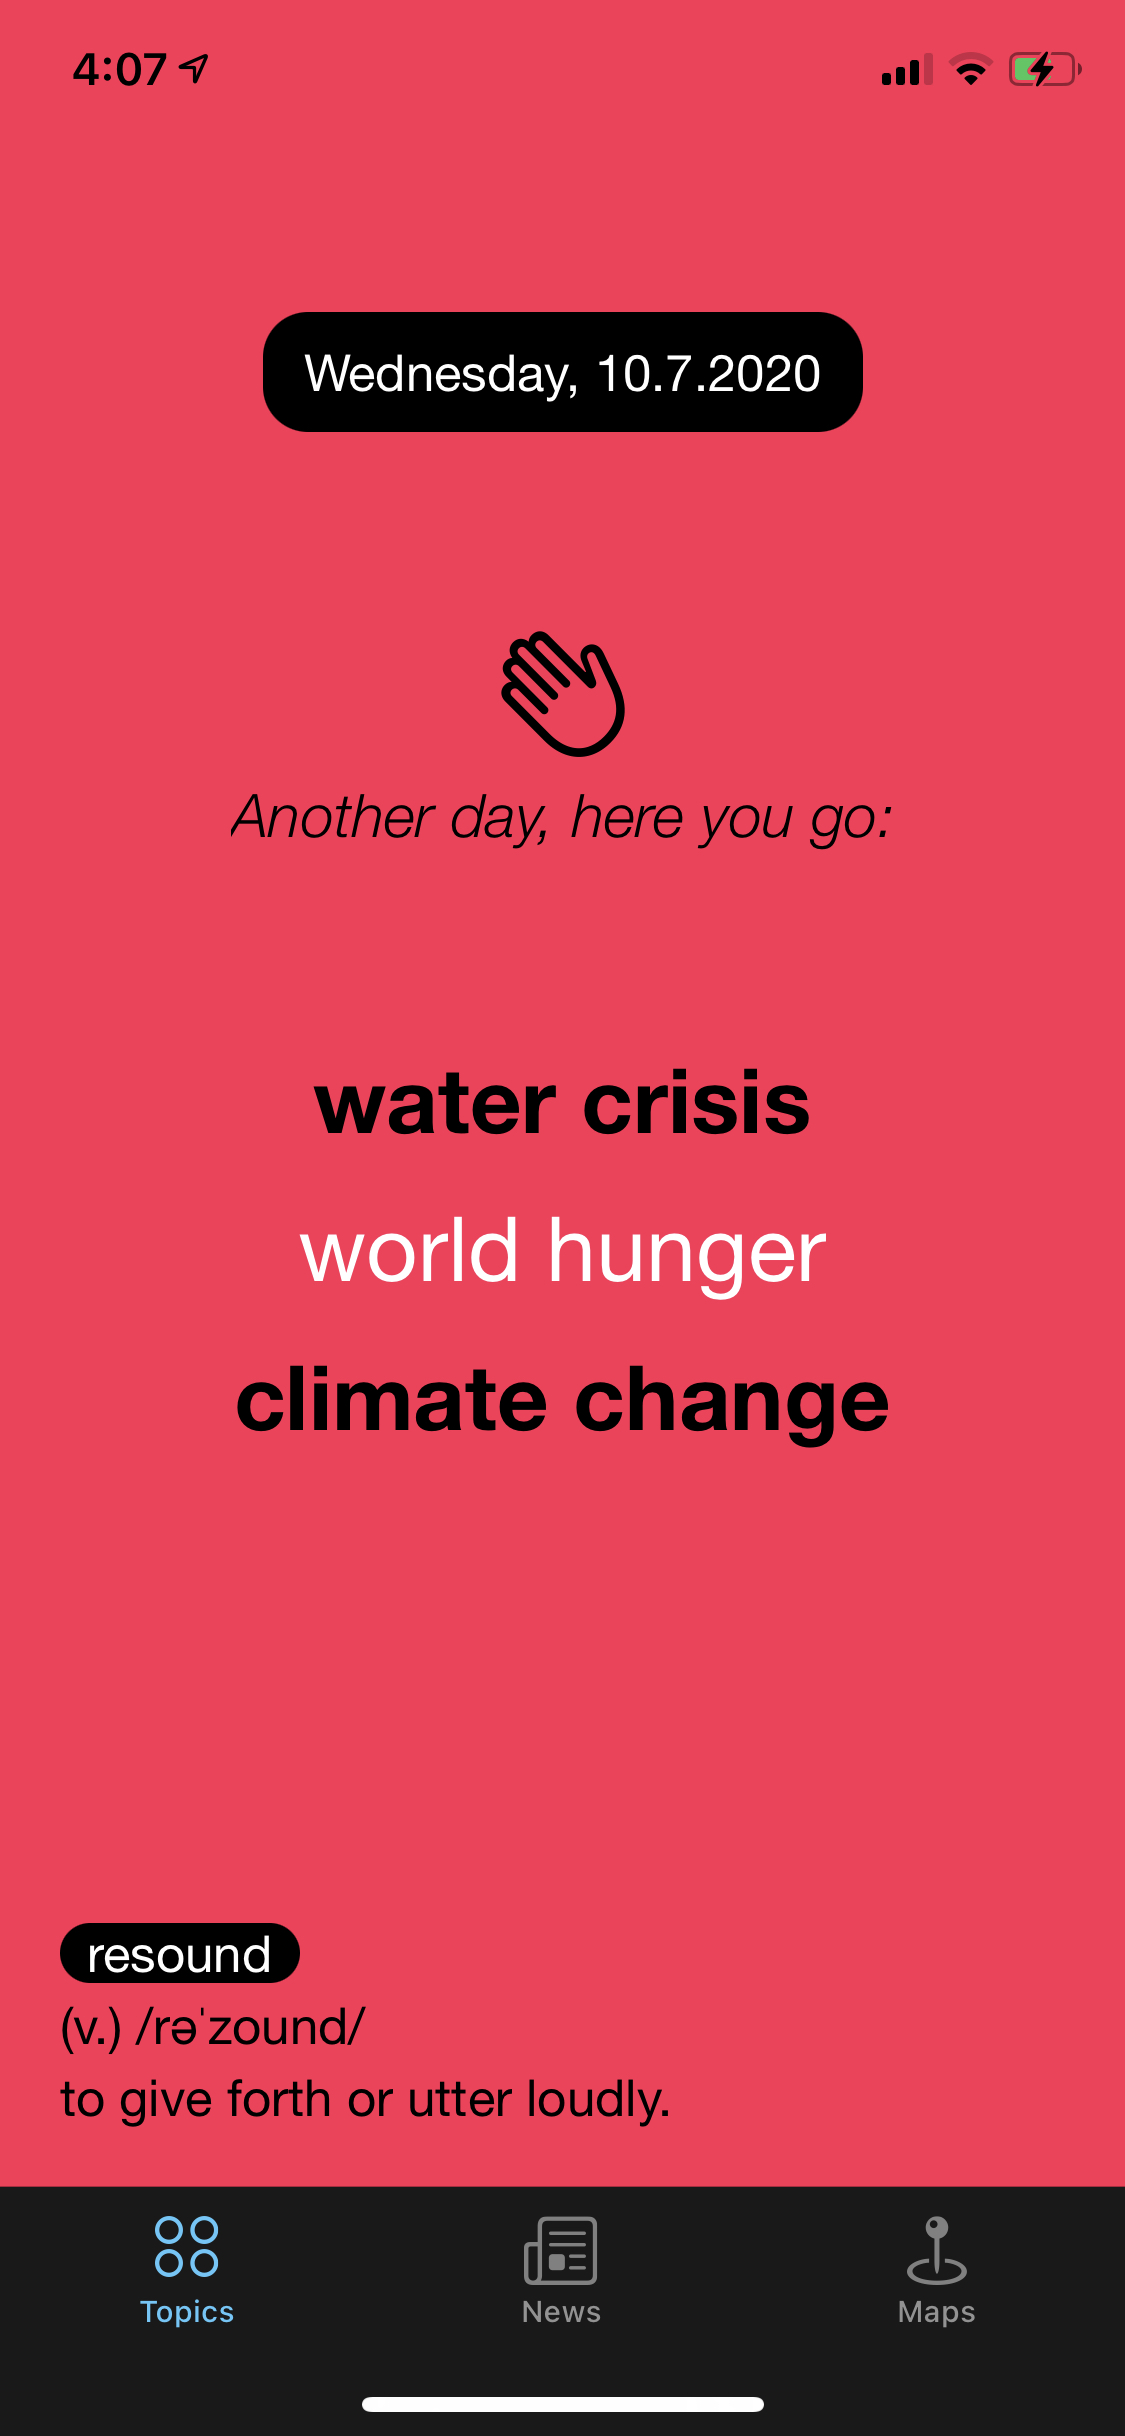 4:07
Wednesday, 10.7.2020
Another day, here you go:
water crisis
world hunger
climate change
resound
(v.) /rəˈzound/
to give forth or utter loudly.
Topics
News
Maps